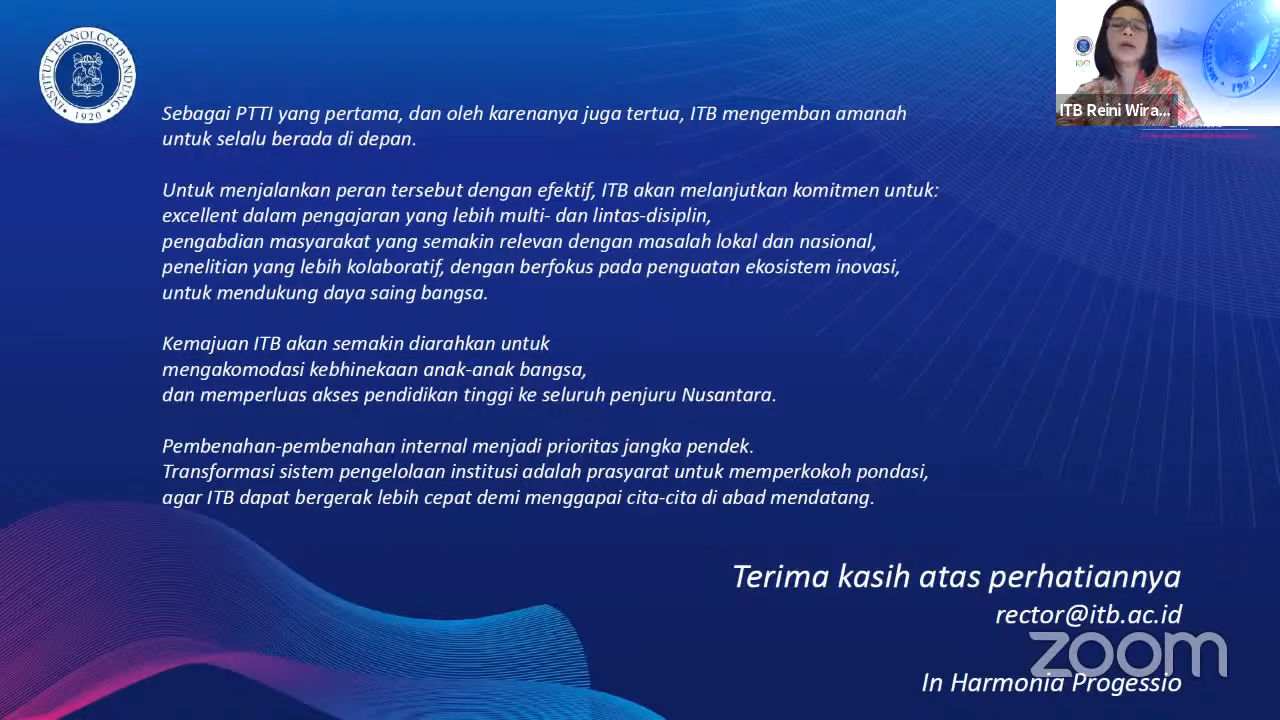 INSTITUT TEKNOLOGI BANDUNG
1920
ITB Reini Wira...
Sebagai PTTI yang pertama, dan oleh karenanya juga tertua, ITB mengemban amanah
untuk selalu berada di depan.
Untuk menjalankan peran tersebut dengan efektif, ITB akan melanjutkan komitmen untuk:
excellent dalam pengajaran yang lebih multi- dan lintas-disiplin,
pengabdian masyarakat yang semakin relevan dengan masalah lokal dan nasional,
penelitian yang lebih kolaboratif, dengan berfokus pada penguatan ekosistem inovasi,
untuk mendukung daya saing bangsa.
Kemajuan ITB akan semakin diarahkan untuk
mengakomodasi kebhinekaan anak-anak bangsa,
dan memperluas akses pendidikan tinggi ke seluruh penjuru Nusantara.
Pembenahan-pembenahan internal menjadi prioritas jangka pendek.
Transformasi sistem pengelolaan institusi adalah prasyarat untuk memperkokoh pondasi,
agar ITB dapat bergerak lebih cepat demi menggapai cita-cita di abad mendatang.
Terima kasih atas perhatiannya
rector@itb.ac.id
zoom
In Harmonia Progessio